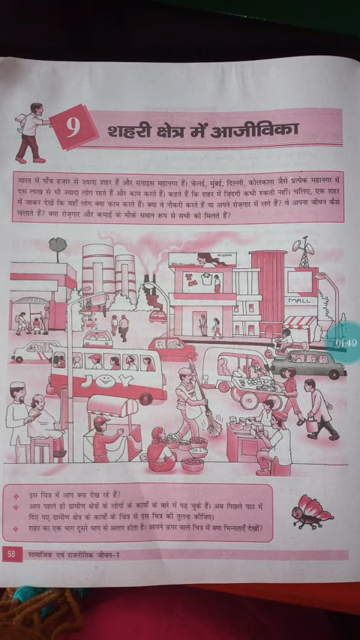 9
शहरी क्षेत्र में आजीविका
भारत में पाँच हजार से ज्यादा शहर हैं और सत्ताइस महानगर हैं। चेन्नई, मुंबई, दिल्ली, कोलकाता जैसे प्रत्येक महानगर में
दस लाख से भी ज्यादा लोग रहते हैं और काम करते हैं। कहते हैं कि शहर में ज़िंदगी कभी रुकती नहीं। चलिए, एक शहर
में जाकर देखें कि वहाँ लोग क्या काम करते हैं। क्या वे नौकरी करते हैं या अपने रोज़गार में लगे हैं? वे अपना जीवन कैसे
चलाते हैं? क्या रोज़गार और कमाई के मौके समान रूप से सभी को मिलते हैं?
MALL
01:49
JOY
❖ इस चित्र में आप क्या देख रहे हैं?
❖ आप पहले ही ग्रामीण क्षेत्रों के लोगों के कार्यों के बारे में पढ़ चुके हैं। अब पिछले पाठ में
दिए गए ग्रामीण क्षेत्र के कार्यों के चित्र से इस चित्र की तुलना कीजिए।
❖ शहर का एक भाग दूसरे भाग से अलग होता है। आपने ऊपर वाले चित्र में क्या भिन्नताएँ देखीं?
58 सामाजिक एवं राजनीतिक जीवन-1